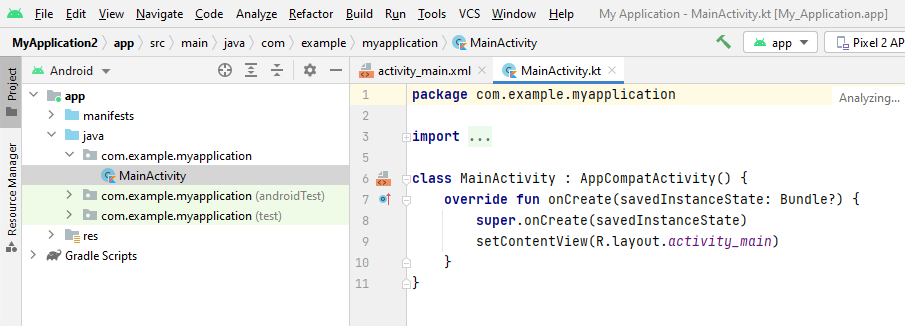 File Edit View Navigate Code Analyze Refactor Build Run Tools VCS Window Help My Application - MainActivity.kt [My_Application.app]
MyApplication2 app src main java com example myapplication MainActivity app Pixel 2 AP
Project
Resource Manager
Android
app
manifests
java
com.example.myapplication
MainActivity
com.example.myapplication (androidTest)
com.example.myapplication (test)
res
Gradle Scripts
activity_main.xml MainActivity.kt
1 package com.example.myapplication Analyzing...
2
3 import ...
5
6 class MainActivity : AppCompatActivity() {
7 override fun onCreate(savedInstanceState: Bundle?) {
8 super.onCreate(savedInstanceState)
9 setContentView(R.layout.activity_main)
10 }
11 }